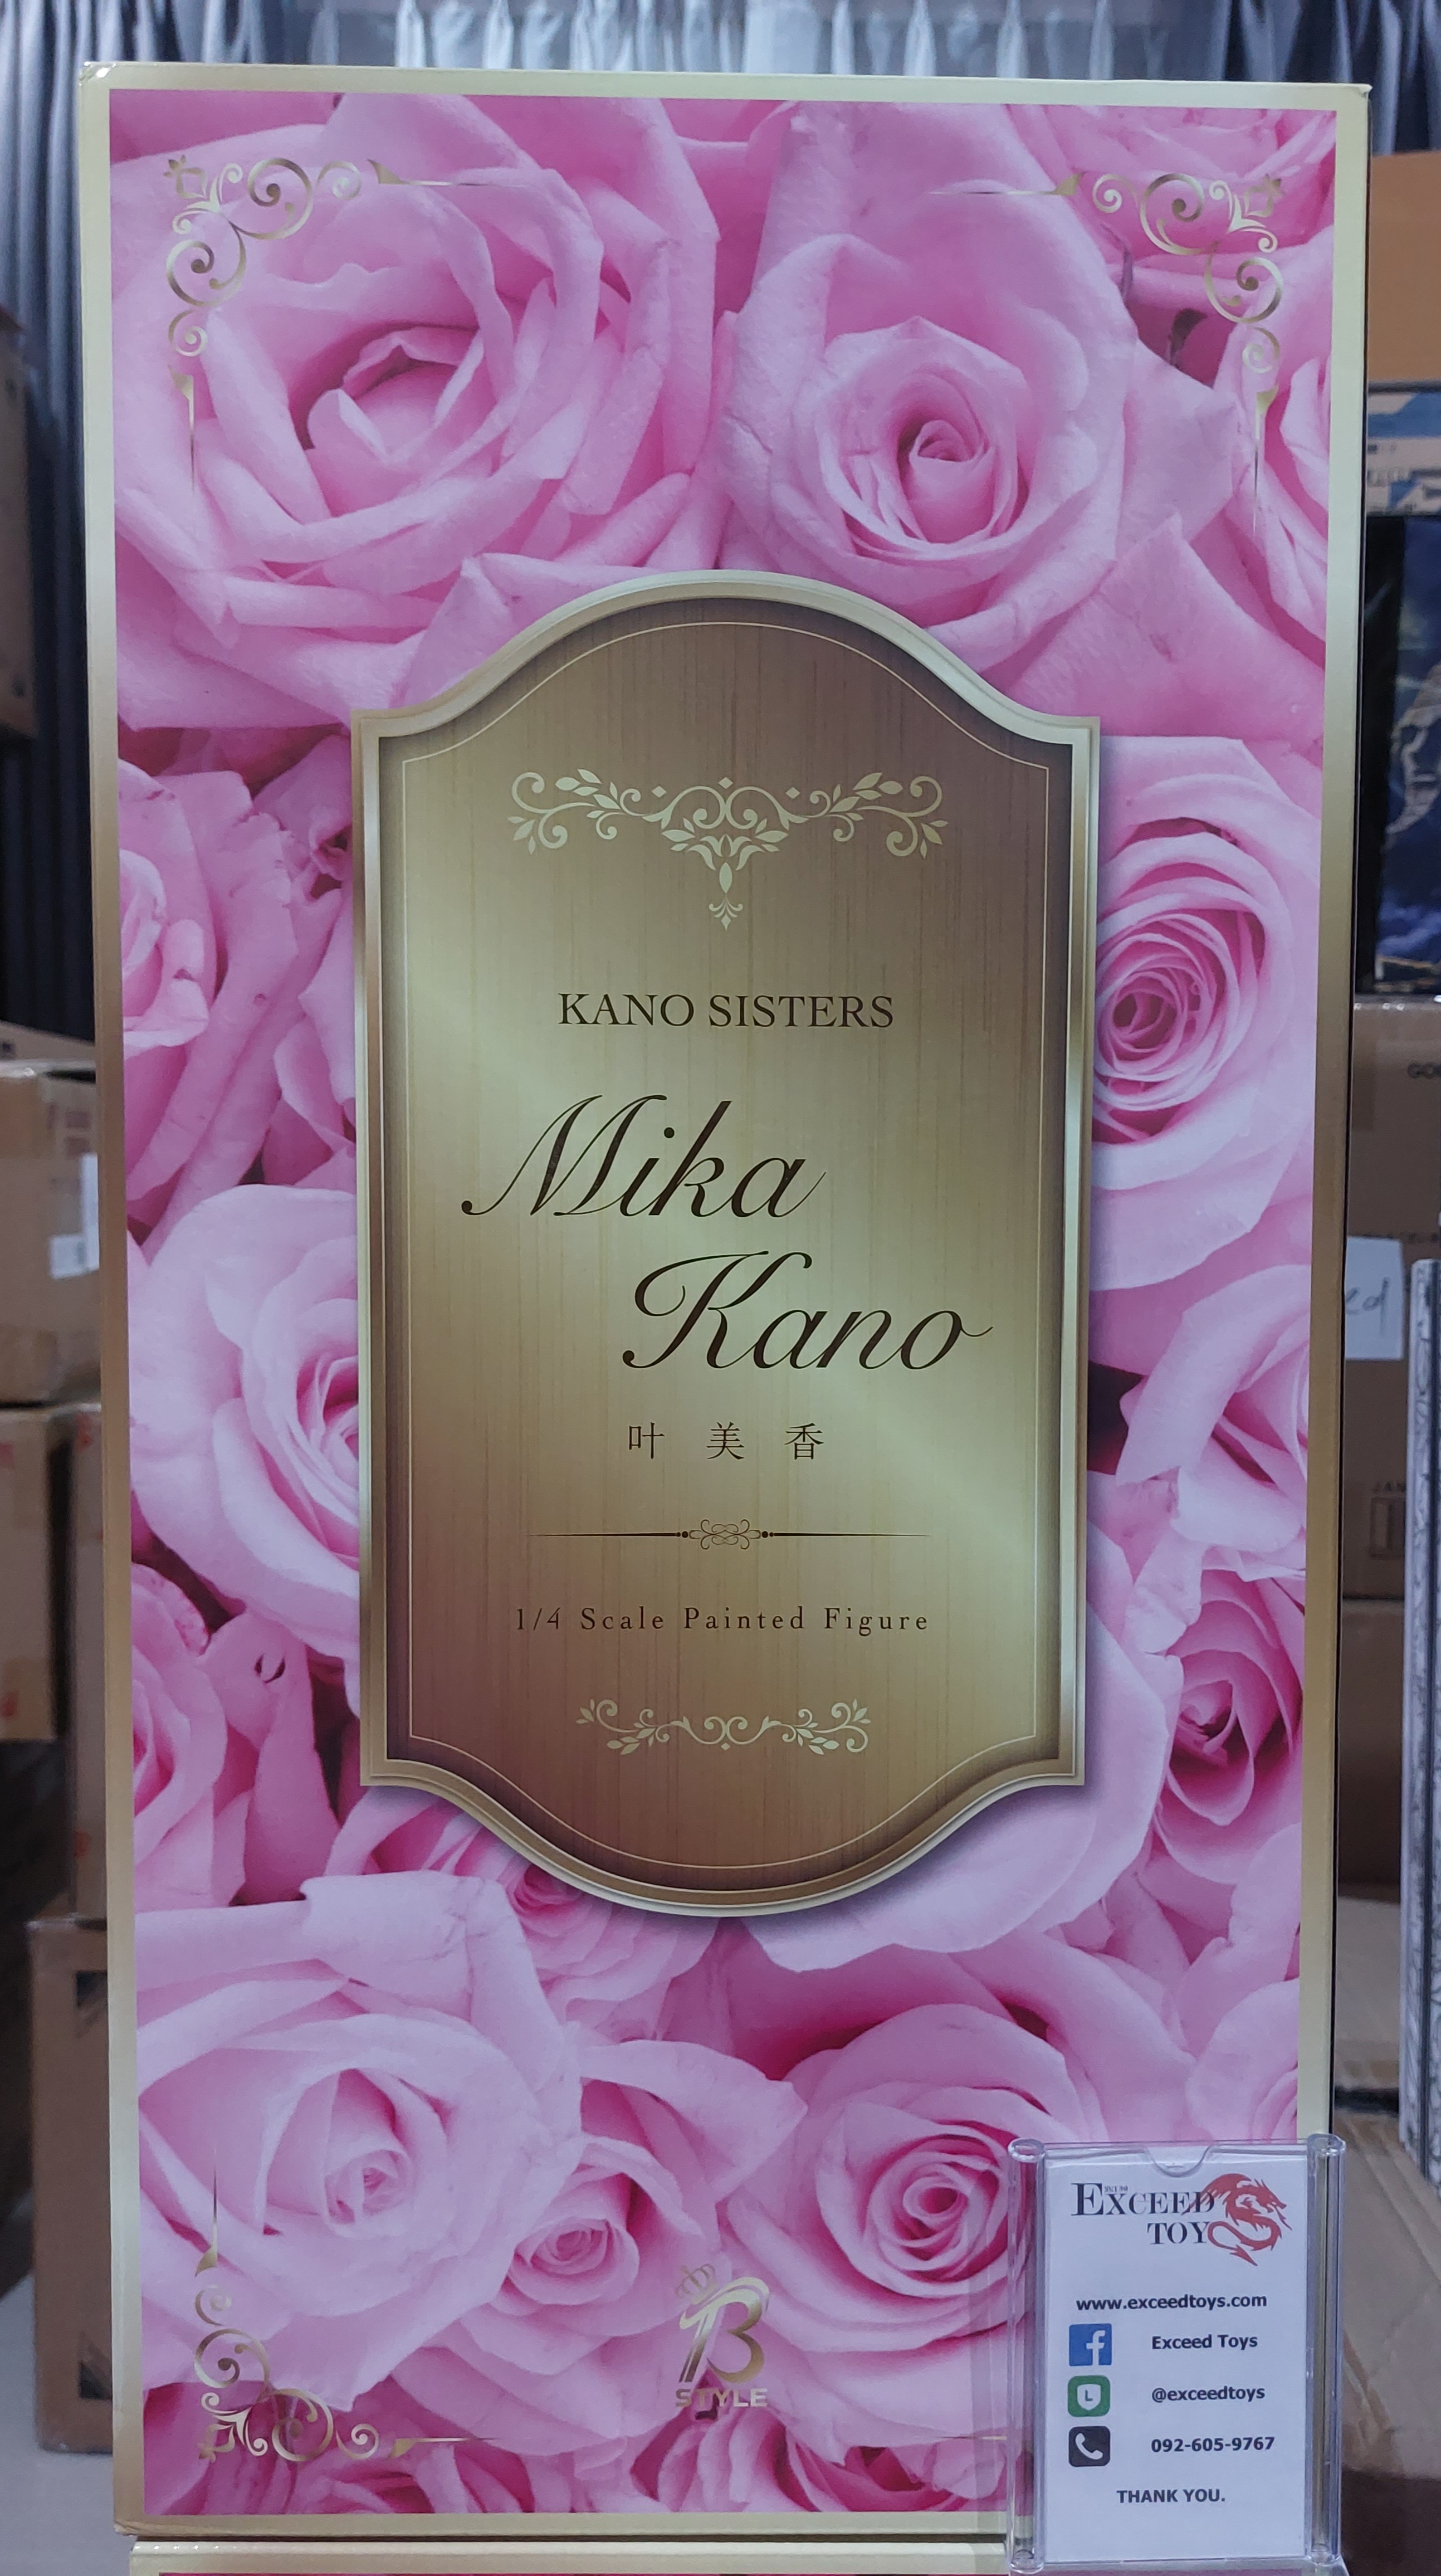 KANO SISTERS
Mika
Kano
叶美香
1/4 Scale Painted Figure
B
STYLE
EXCEED
TOY
www.exceedtoys.com
Exceed Toys
@exceedtoys
092-605-9767
THANK YOU.